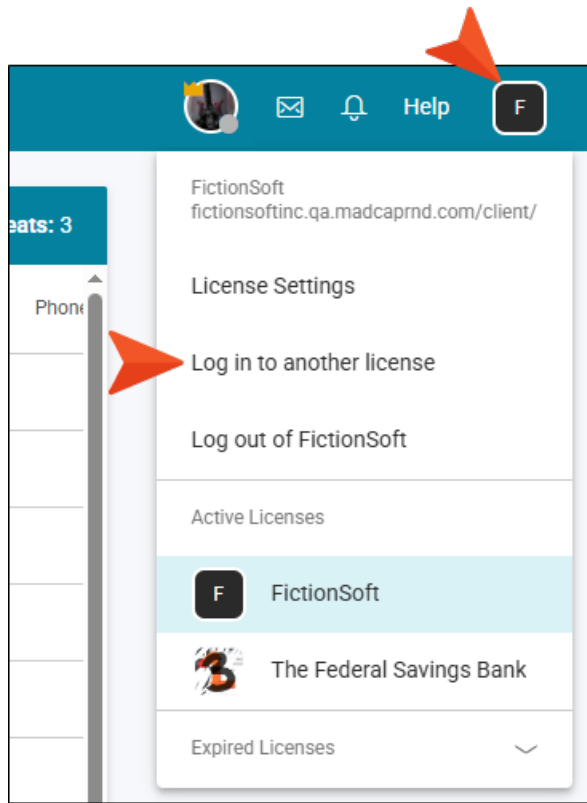 Help
F
eats: 3
Phone
FictionSoft
fictionsoftinc.qa.madcaprnd.com/client/
License Settings
Log in to another license
Log out of FictionSoft
Active Licenses
F
FictionSoft
The Federal Savings Bank
Expired Licenses